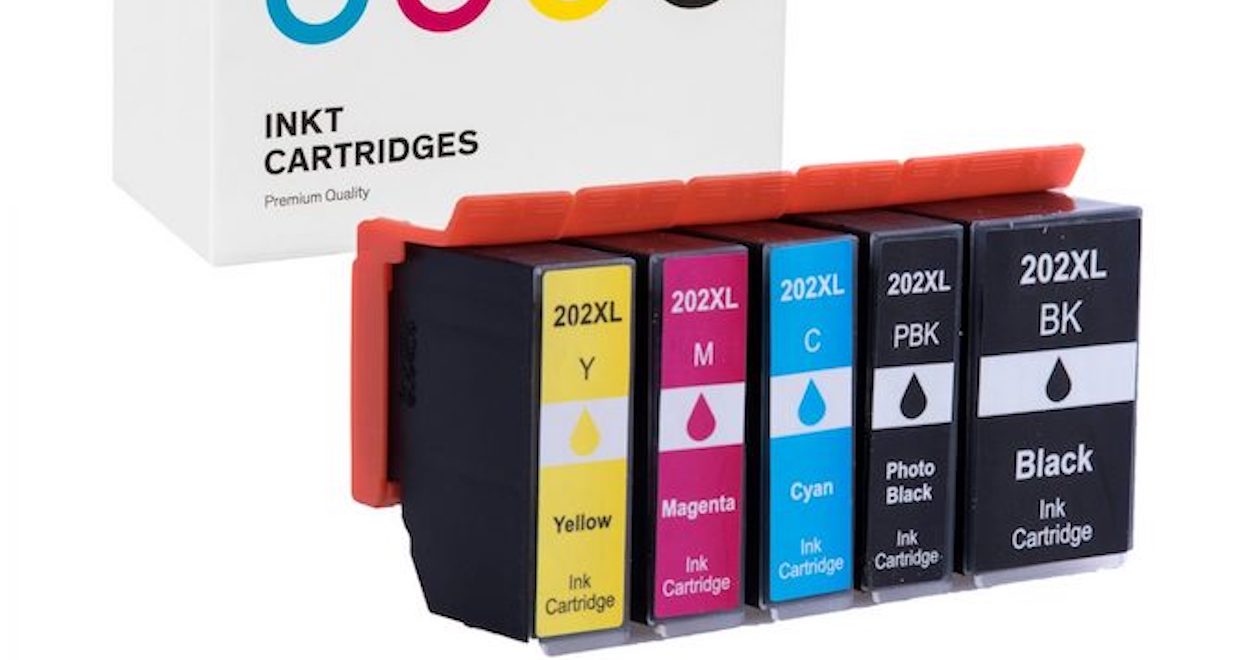 INKT
CARTRIDGES
Premium Quality
202XL
Y
Yellow
Ink
Cartridge
202XL
M
Magenta
Ink
Cartridge
202XL
C
Cyan
Ink
Cartridge
202XL
PBK
Photo
Black
Ink
Cartridge
202XL
BK
Black
Ink
Cartridge